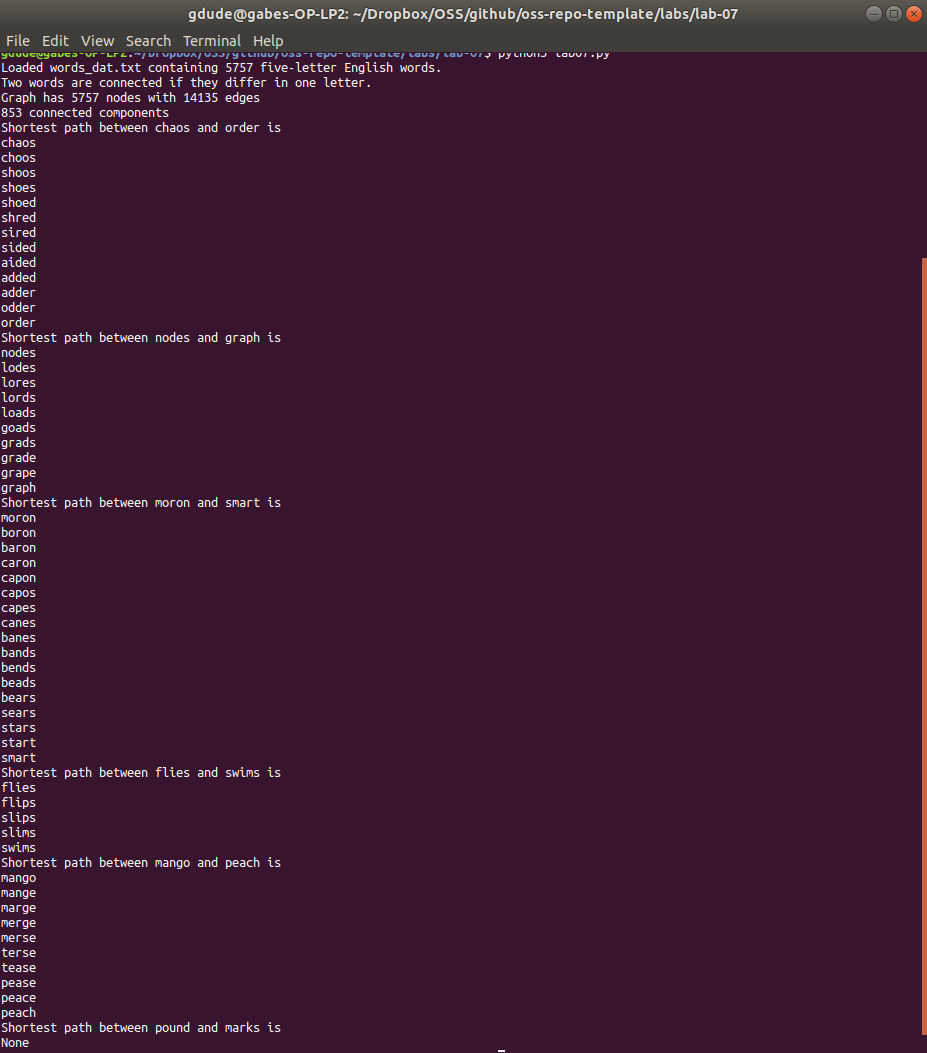 gdude@gabes-OP-LP2: ~/Dropbox/OSS/github/oss-repo-template/labs/lab-07
File Edit View Search Terminal Help
gdude@gabes-OP-LP2:~/Dropbox/OSS/github/oss-repo-template/labs/lab-07$ python3 lab07.py
Loaded words_dat.txt containing 5757 five-letter English words.
Two words are connected if they differ in one letter.
Graph has 5757 nodes with 14135 edges
853 connected components
Shortest path between chaos and order is
chaos
choos
shoos
shoes
shoed
shred
sired
sided
aided
added
adder
odder
order
Shortest path between nodes and graph is
nodes
lodes
lores
lords
loads
goads
grads
grade
grape
graph
Shortest path between moron and smart is
moron
boron
baron
caron
capon
capos
capes
canes
banes
bands
bends
beads
bears
sears
stars
start
smart
Shortest path between flies and swims is
flies
flips
slips
slims
swims
Shortest path between mango and peach is
mango
mange
marge
merge
merse
terse
tease
pease
peace
peach
Shortest path between pound and marks is
None